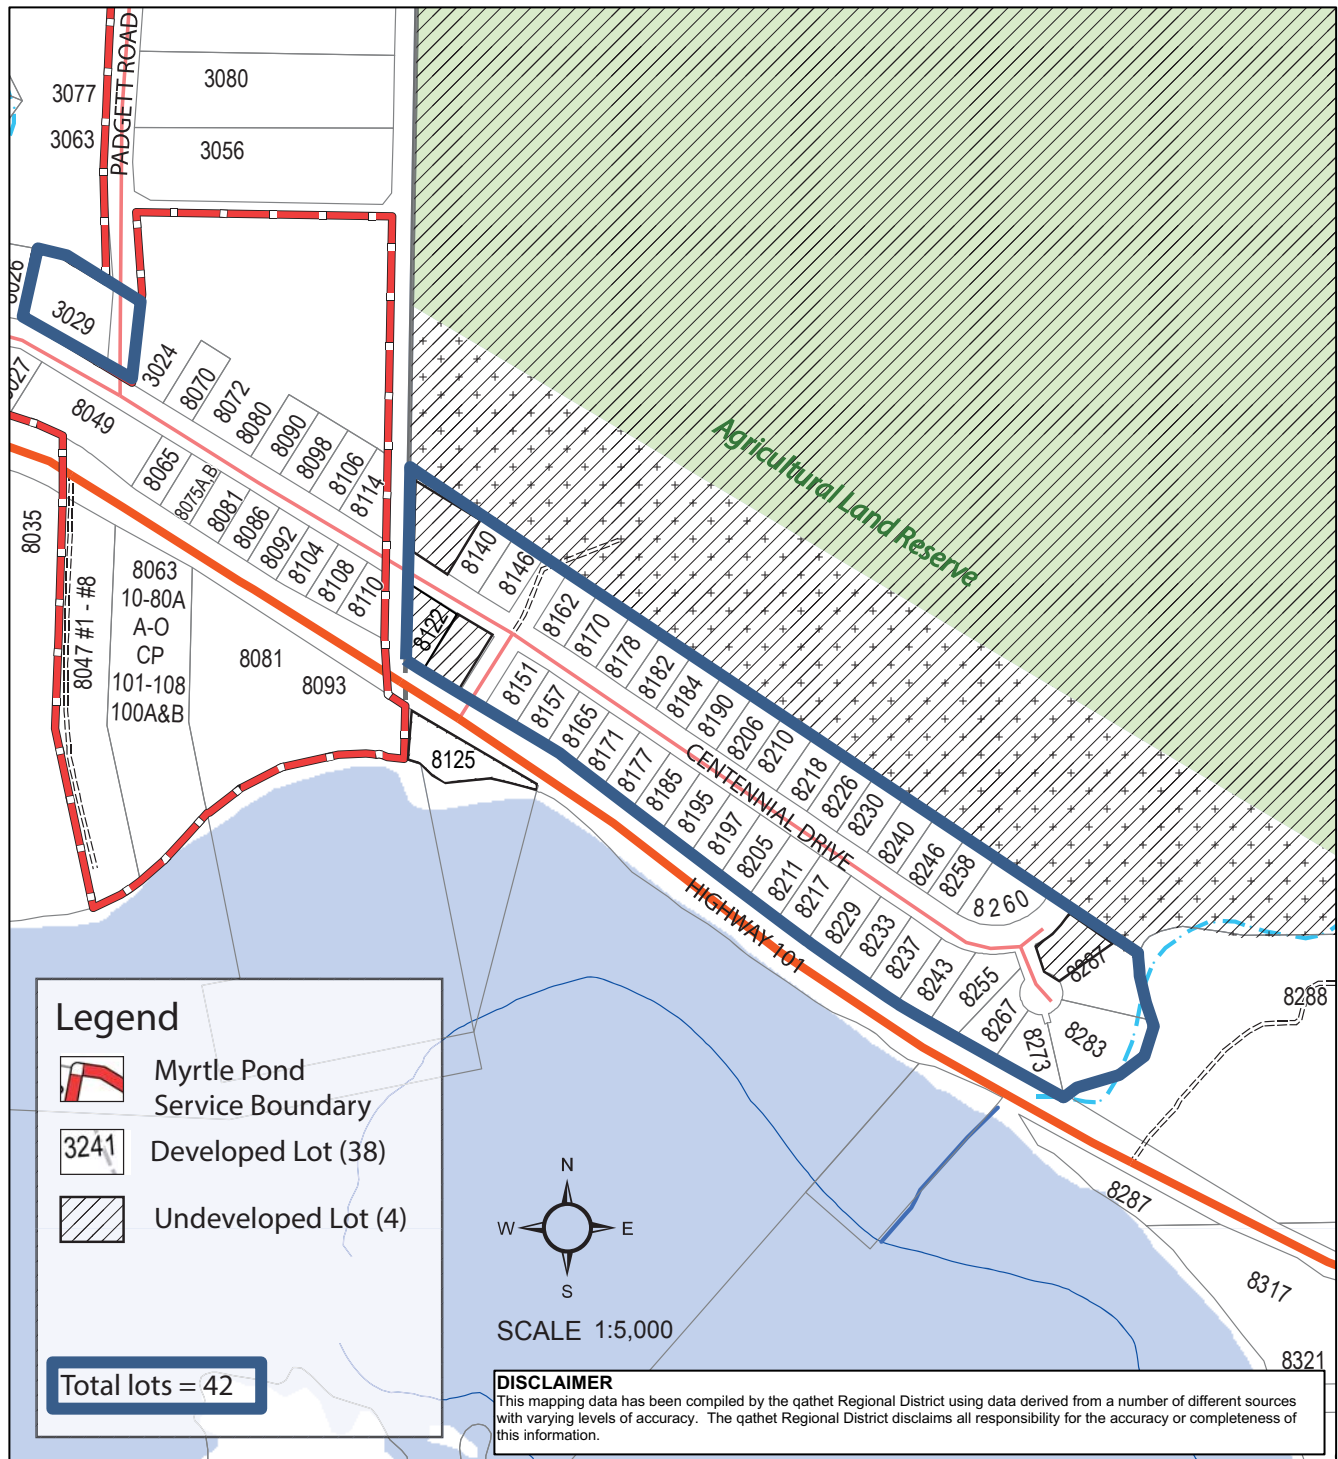 PADGETT ROAD
3077
3080
3063
3056
3029
3024
8070
8072
8080
8090
8098
8106
8114
8049
8065
8075A,B
8081
8086
8092
8104
8108
8110
8035
8047 #1 - #8
8063
10-80A
A-O
CP
101-108
100A&B
8081
8093
8125
8122
8140
8146
8162
8170
8178
8182
8184
8190
8206
8210
8218
8226
8230
8240
8246
8258
8260
8287
8151
8157
8165
8171
8177
8185
8195
8197
8205
8211
8217
8229
8233
8237
8243
8255
8267
8273
8283
CENTENNIAL DRIVE
HIGHWAY 101
Agricultural Land Reserve
8288
8287
8317
8321
Legend
Myrtle Pond
Service Boundary
3241
Developed Lot (38)
Undeveloped Lot (4)
Total lots = 42
N
W
E
S
SCALE 1:5,000
DISCLAIMER
This mapping data has been compiled by the qathet Regional District using data derived from a number of different sources
with varying levels of accuracy. The qathet Regional District disclaims all responsibility for the accuracy or completeness of
this information.